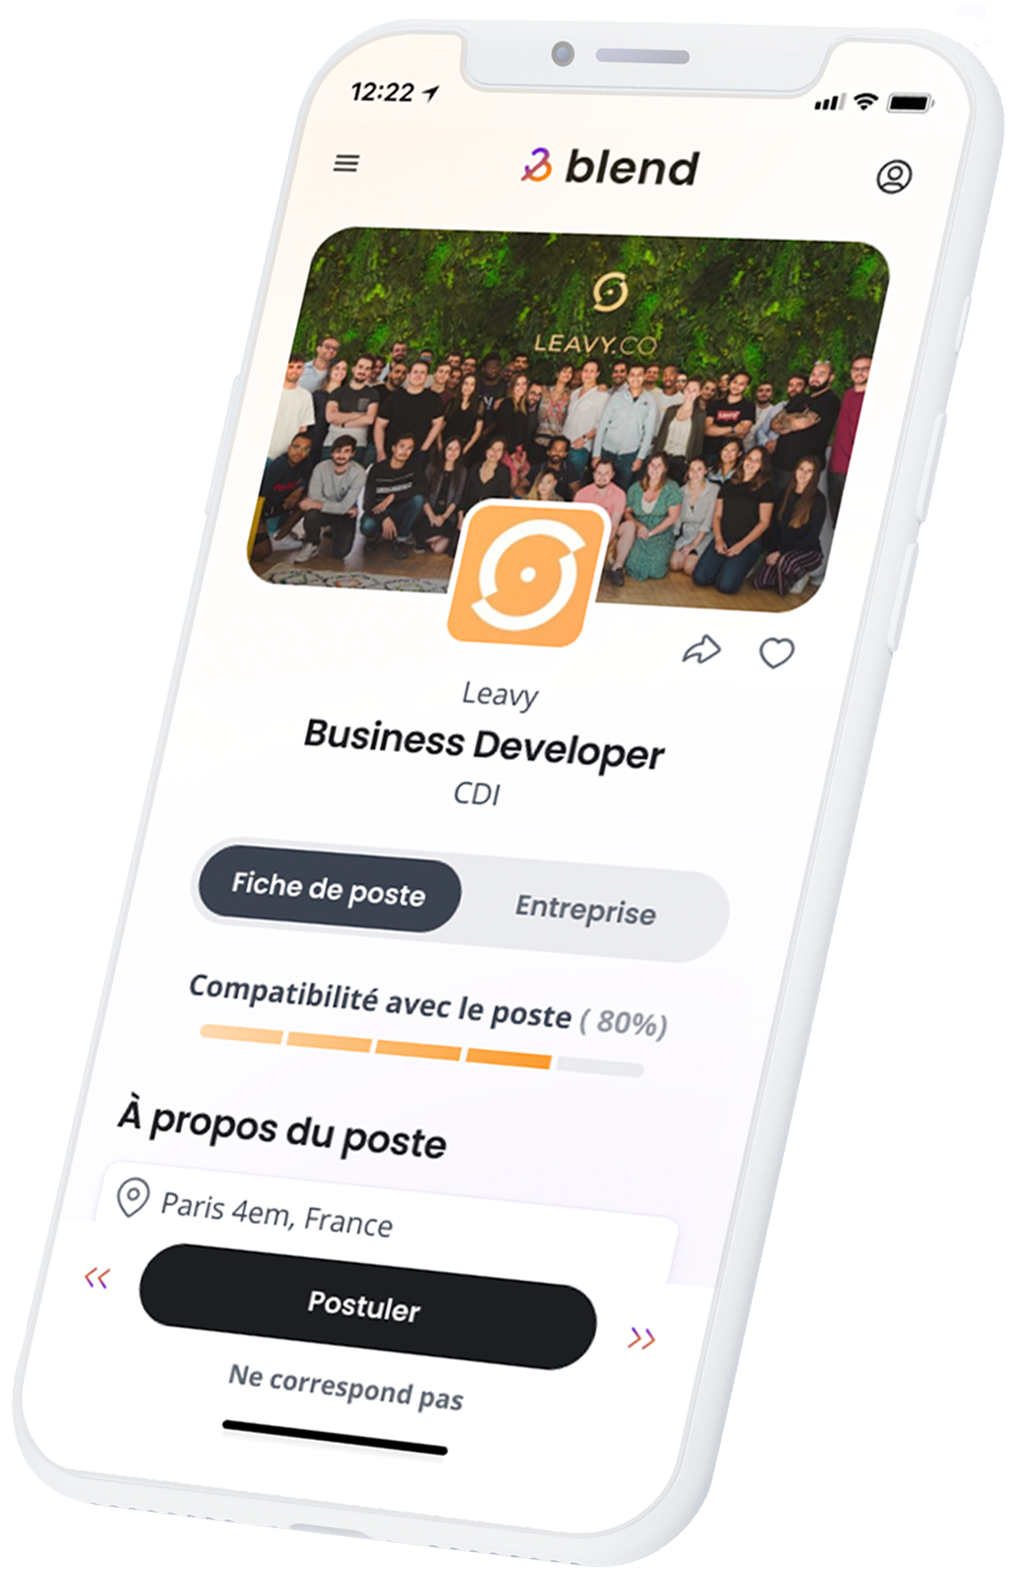 12:22
blend
LEAVY.CO
Leavy
Business Developer
CDI
Fiche de poste
Entreprise
Compatibilité avec le poste ( 80%)
À propos du poste
Paris 4em, France
Postuler
Ne correspond pas